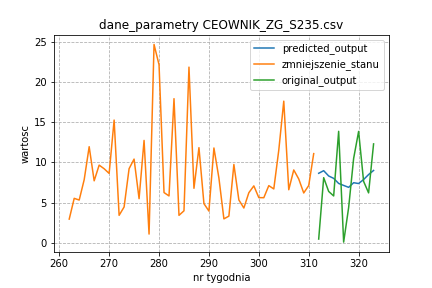 dane_parametry CEOWNIK_ZG_S235.csv
predicted_output
zmniejszenie_stanu
original_output
wartosc
25
20
15
10
5
0
260
270
280
290
300
310
320
nr tygodnia